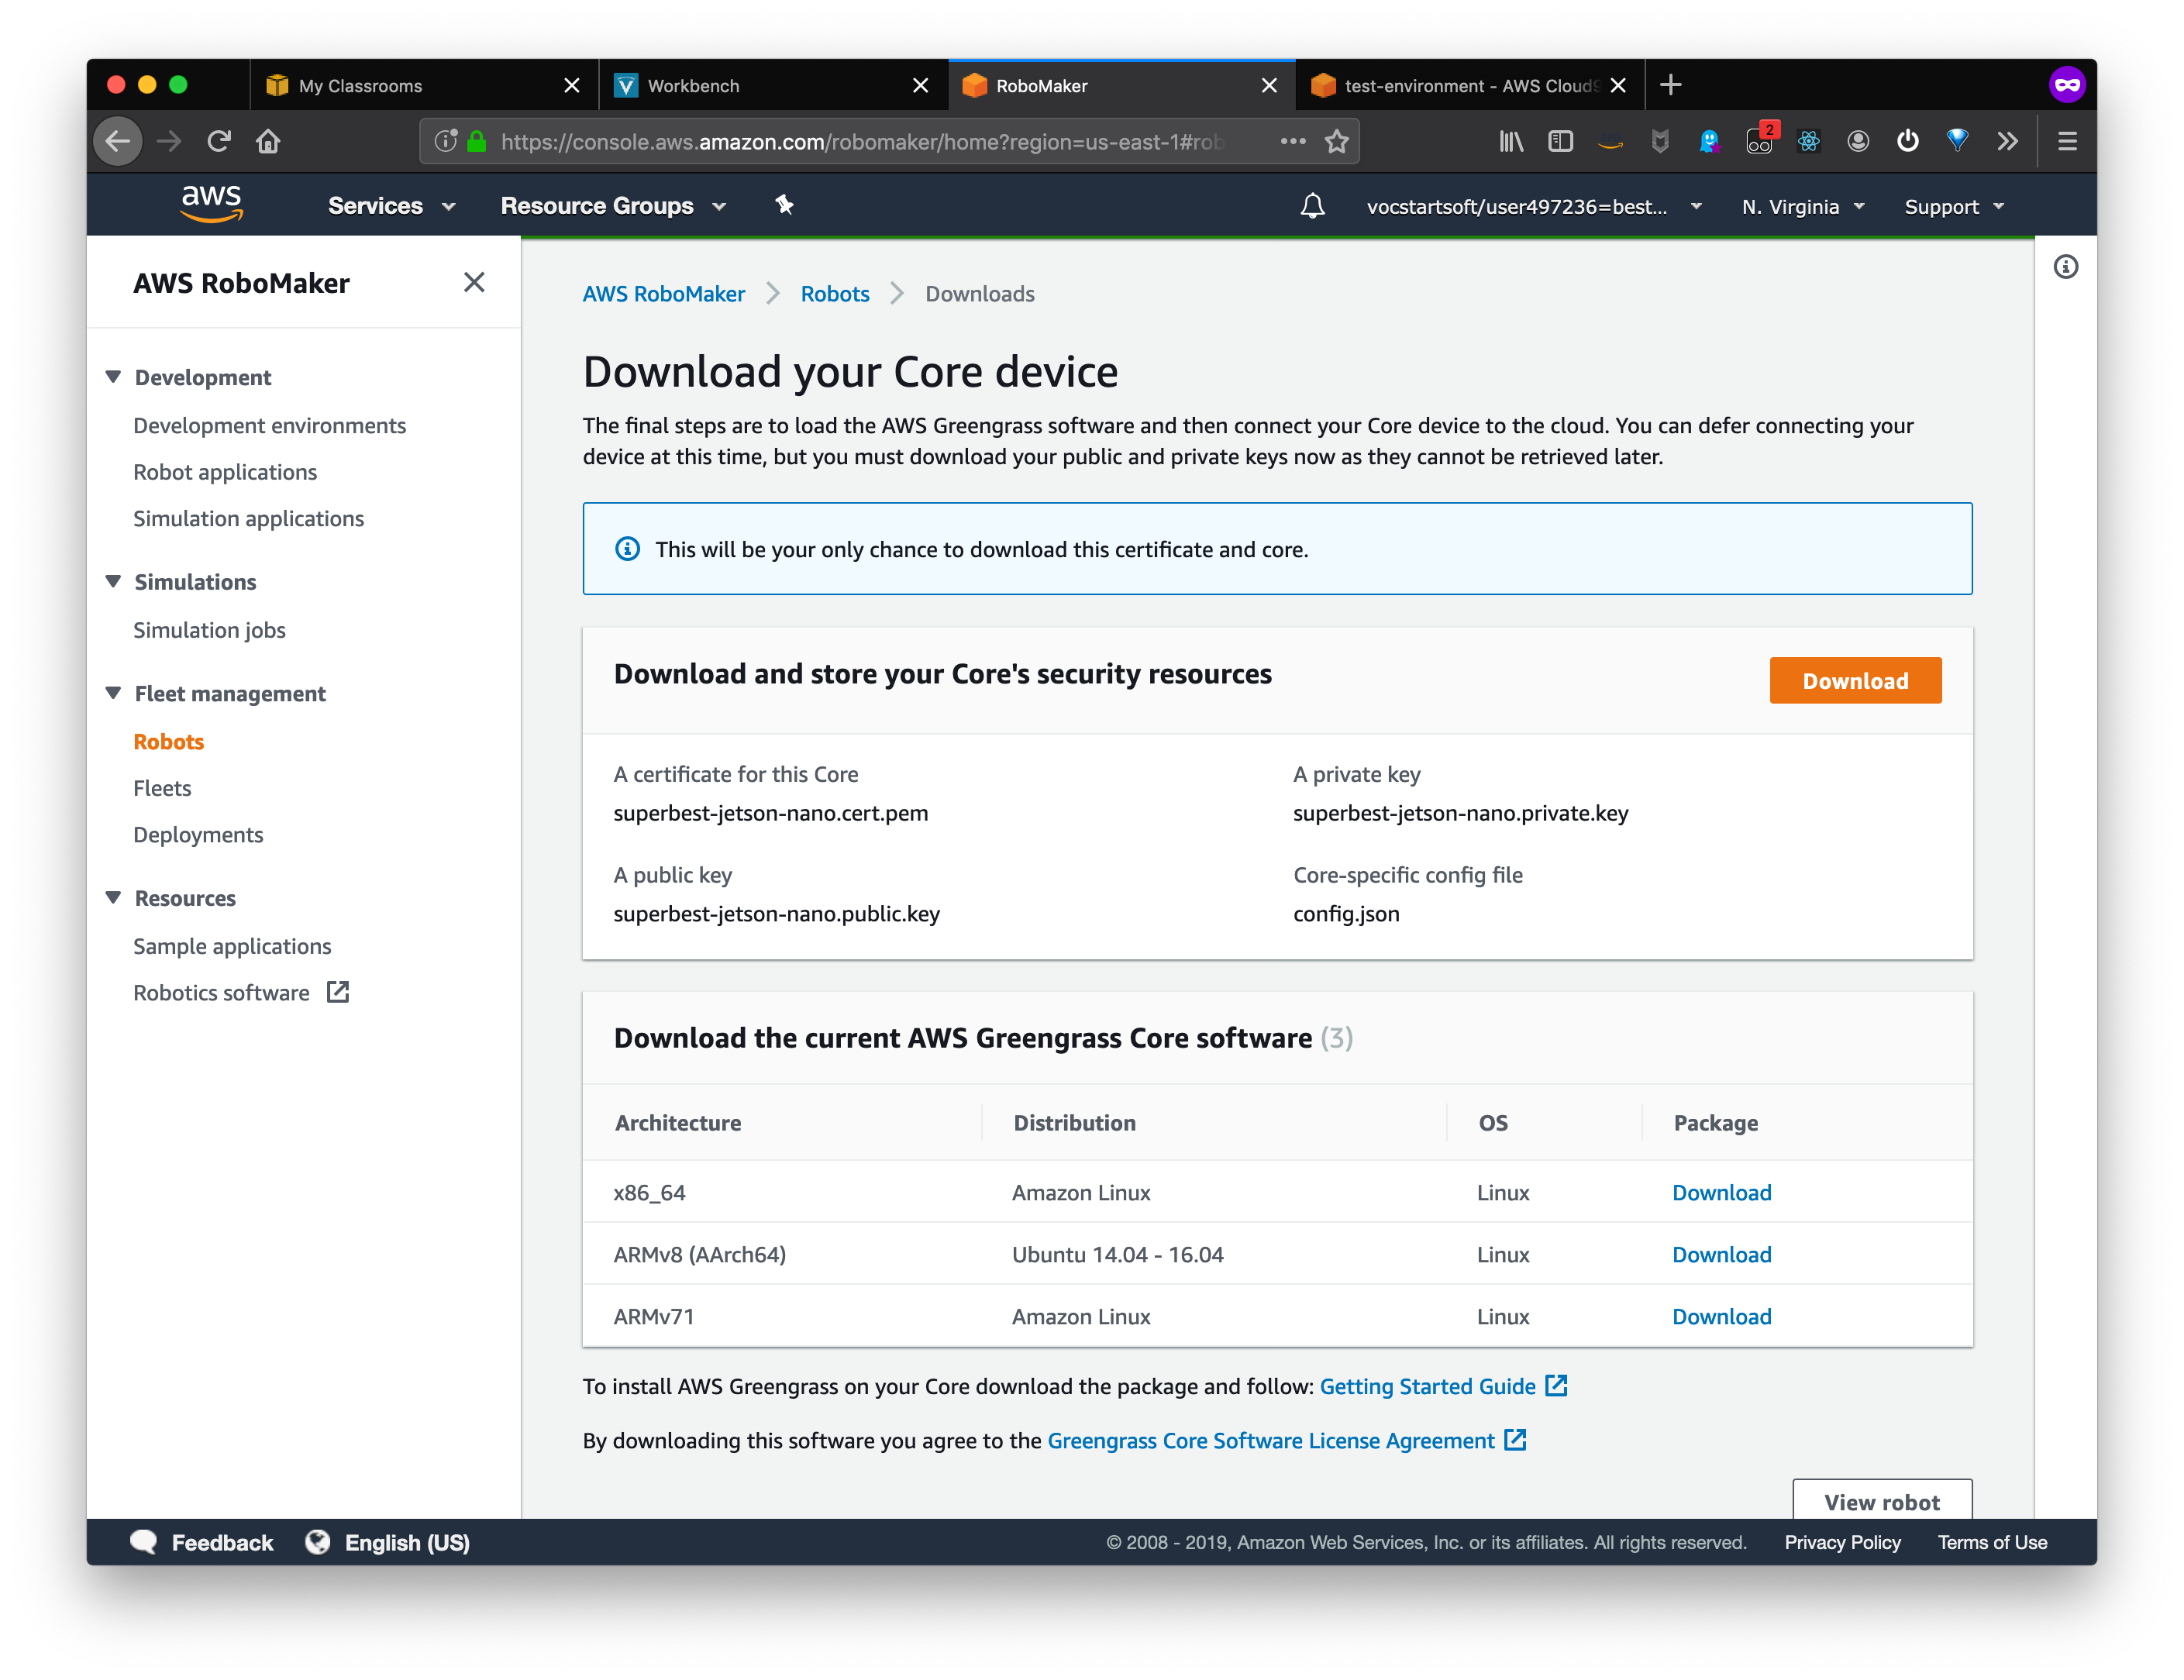 My Classrooms
Workbench
RoboMaker
test-environment - AWS Cloud9
https://console.aws.amazon.com/robomaker/home?region=us-east-1#rob
2
aws
Services
Resource Groups
vocstartsoft/user497236=best...
N. Virginia
Support
AWS RoboMaker
Development
Development environments
Robot applications
Simulation applications
Simulations
Simulation jobs
Fleet management
Robots
Fleets
Deployments
Resources
Sample applications
Robotics software
AWS RoboMaker > Robots > Downloads
Download your Core device
The final steps are to load the AWS Greengrass software and then connect your Core device to the cloud. You can defer connecting your
device at this time, but you must download your public and private keys now as they cannot be retrieved later.
This will be your only chance to download this certificate and core.
Download and store your Core's security resources
Download
A certificate for this Core
superbest-jetson-nano.cert.pem
A private key
superbest-jetson-nano.private.key
A public key
superbest-jetson-nano.public.key
Core-specific config file
config.json
Download the current AWS Greengrass Core software (3)
Architecture Distribution OS Package
x86_64 Amazon Linux Linux Download
ARMv8 (AArch64) Ubuntu 14.04 - 16.04 Linux Download
ARMv71 Amazon Linux Linux Download
To install AWS Greengrass on your Core download the package and follow: Getting Started Guide
By downloading this software you agree to the Greengrass Core Software License Agreement
View robot
Feedback
English (US)
© 2008 - 2019, Amazon Web Services, Inc. or its affiliates. All rights reserved.
Privacy Policy
Terms of Use